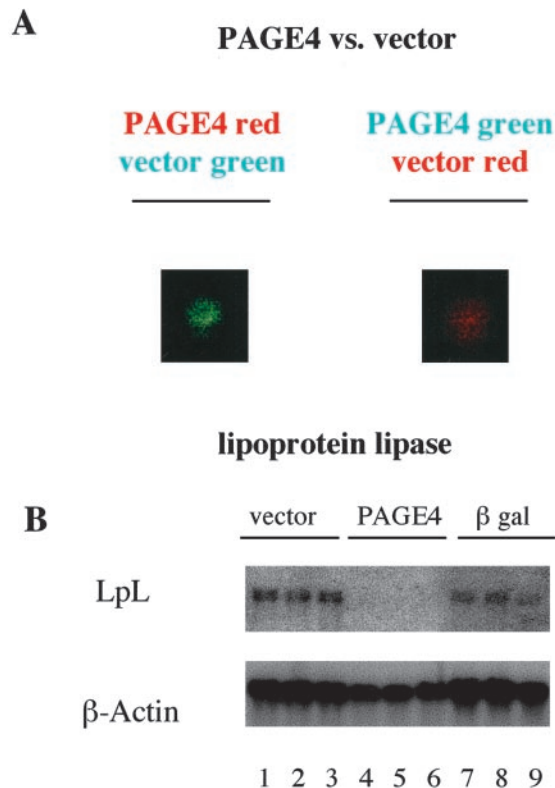 A
PAGE4 vs. vector
PAGE4 red
vector green
PAGE4 green
vector red
lipoprotein lipase
B
vector PAGE4 β gal
LpL
β-Actin
1 2 3 4 5 6 7 8 9